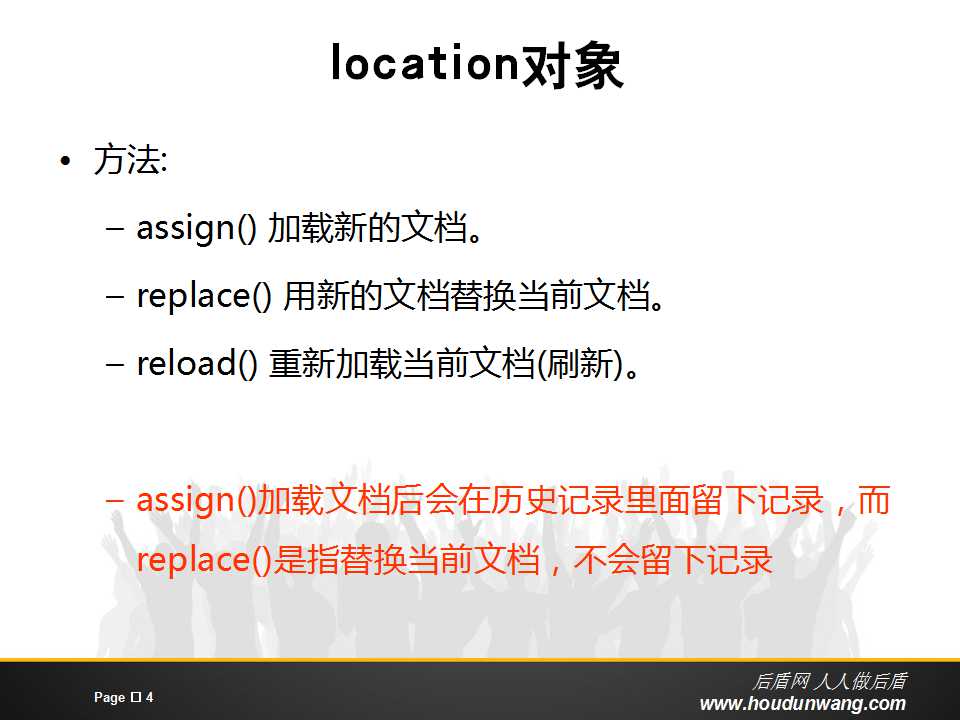 location对象
• 方法:
– assign() 加载新的文档。
– replace() 用新的文档替换当前文档。
– reload() 重新加载当前文档(刷新)。
– assign()加载文档后会在历史记录里面留下记录，而
replace()是指替换当前文档，不会留下记录
Page □ 4
后盾网 人人做后盾
www.houdunwang.com